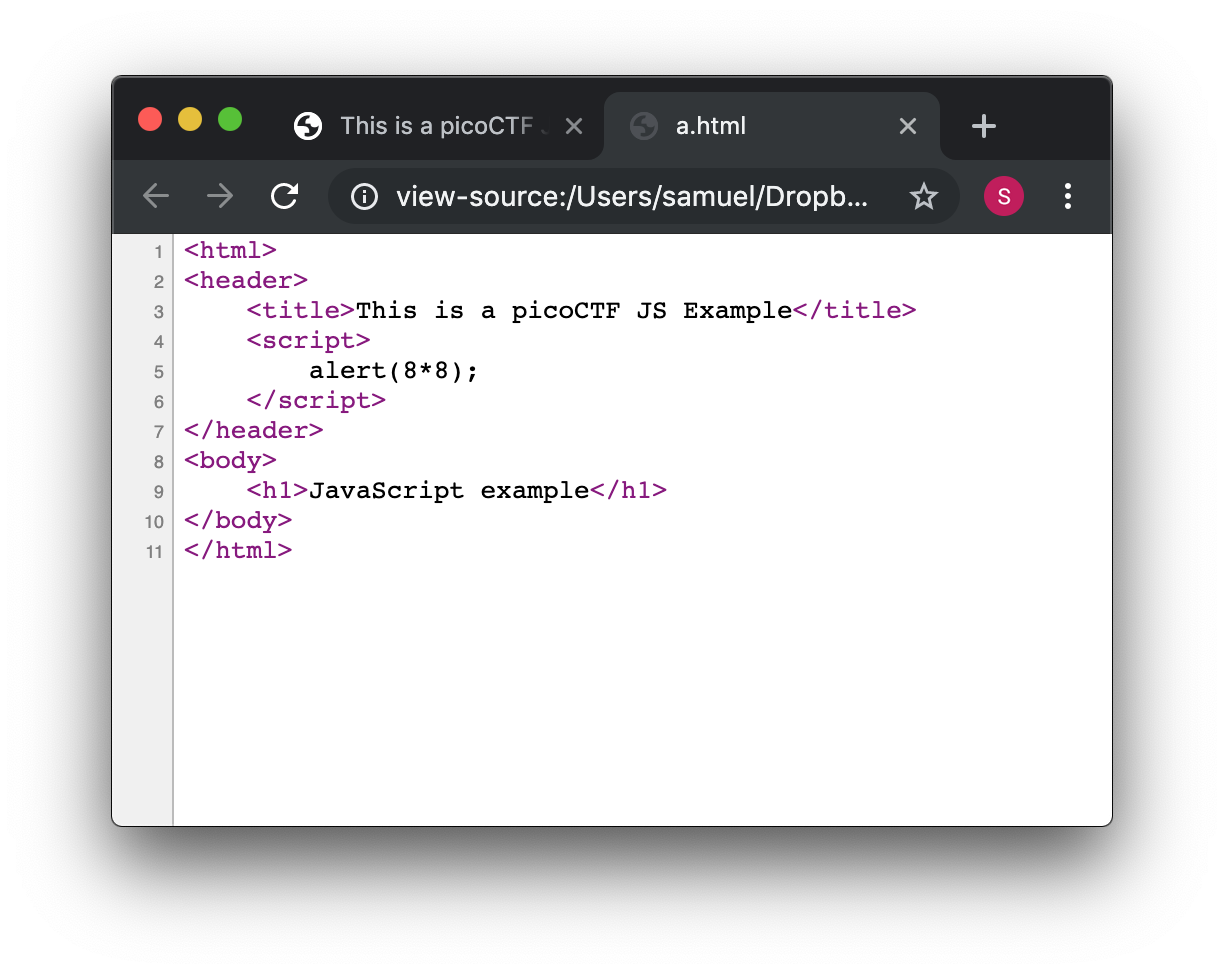 This is a picoCTF
a.html
view-source:/Users/samuel/Dropb...
S
1 <html>
2 <header>
3     <title>This is a picoCTF JS Example</title>
4     <script>
5         alert(8*8);
6     </script>
7 </header>
8 <body>
9     <h1>JavaScript example</h1>
10 </body>
11 </html>